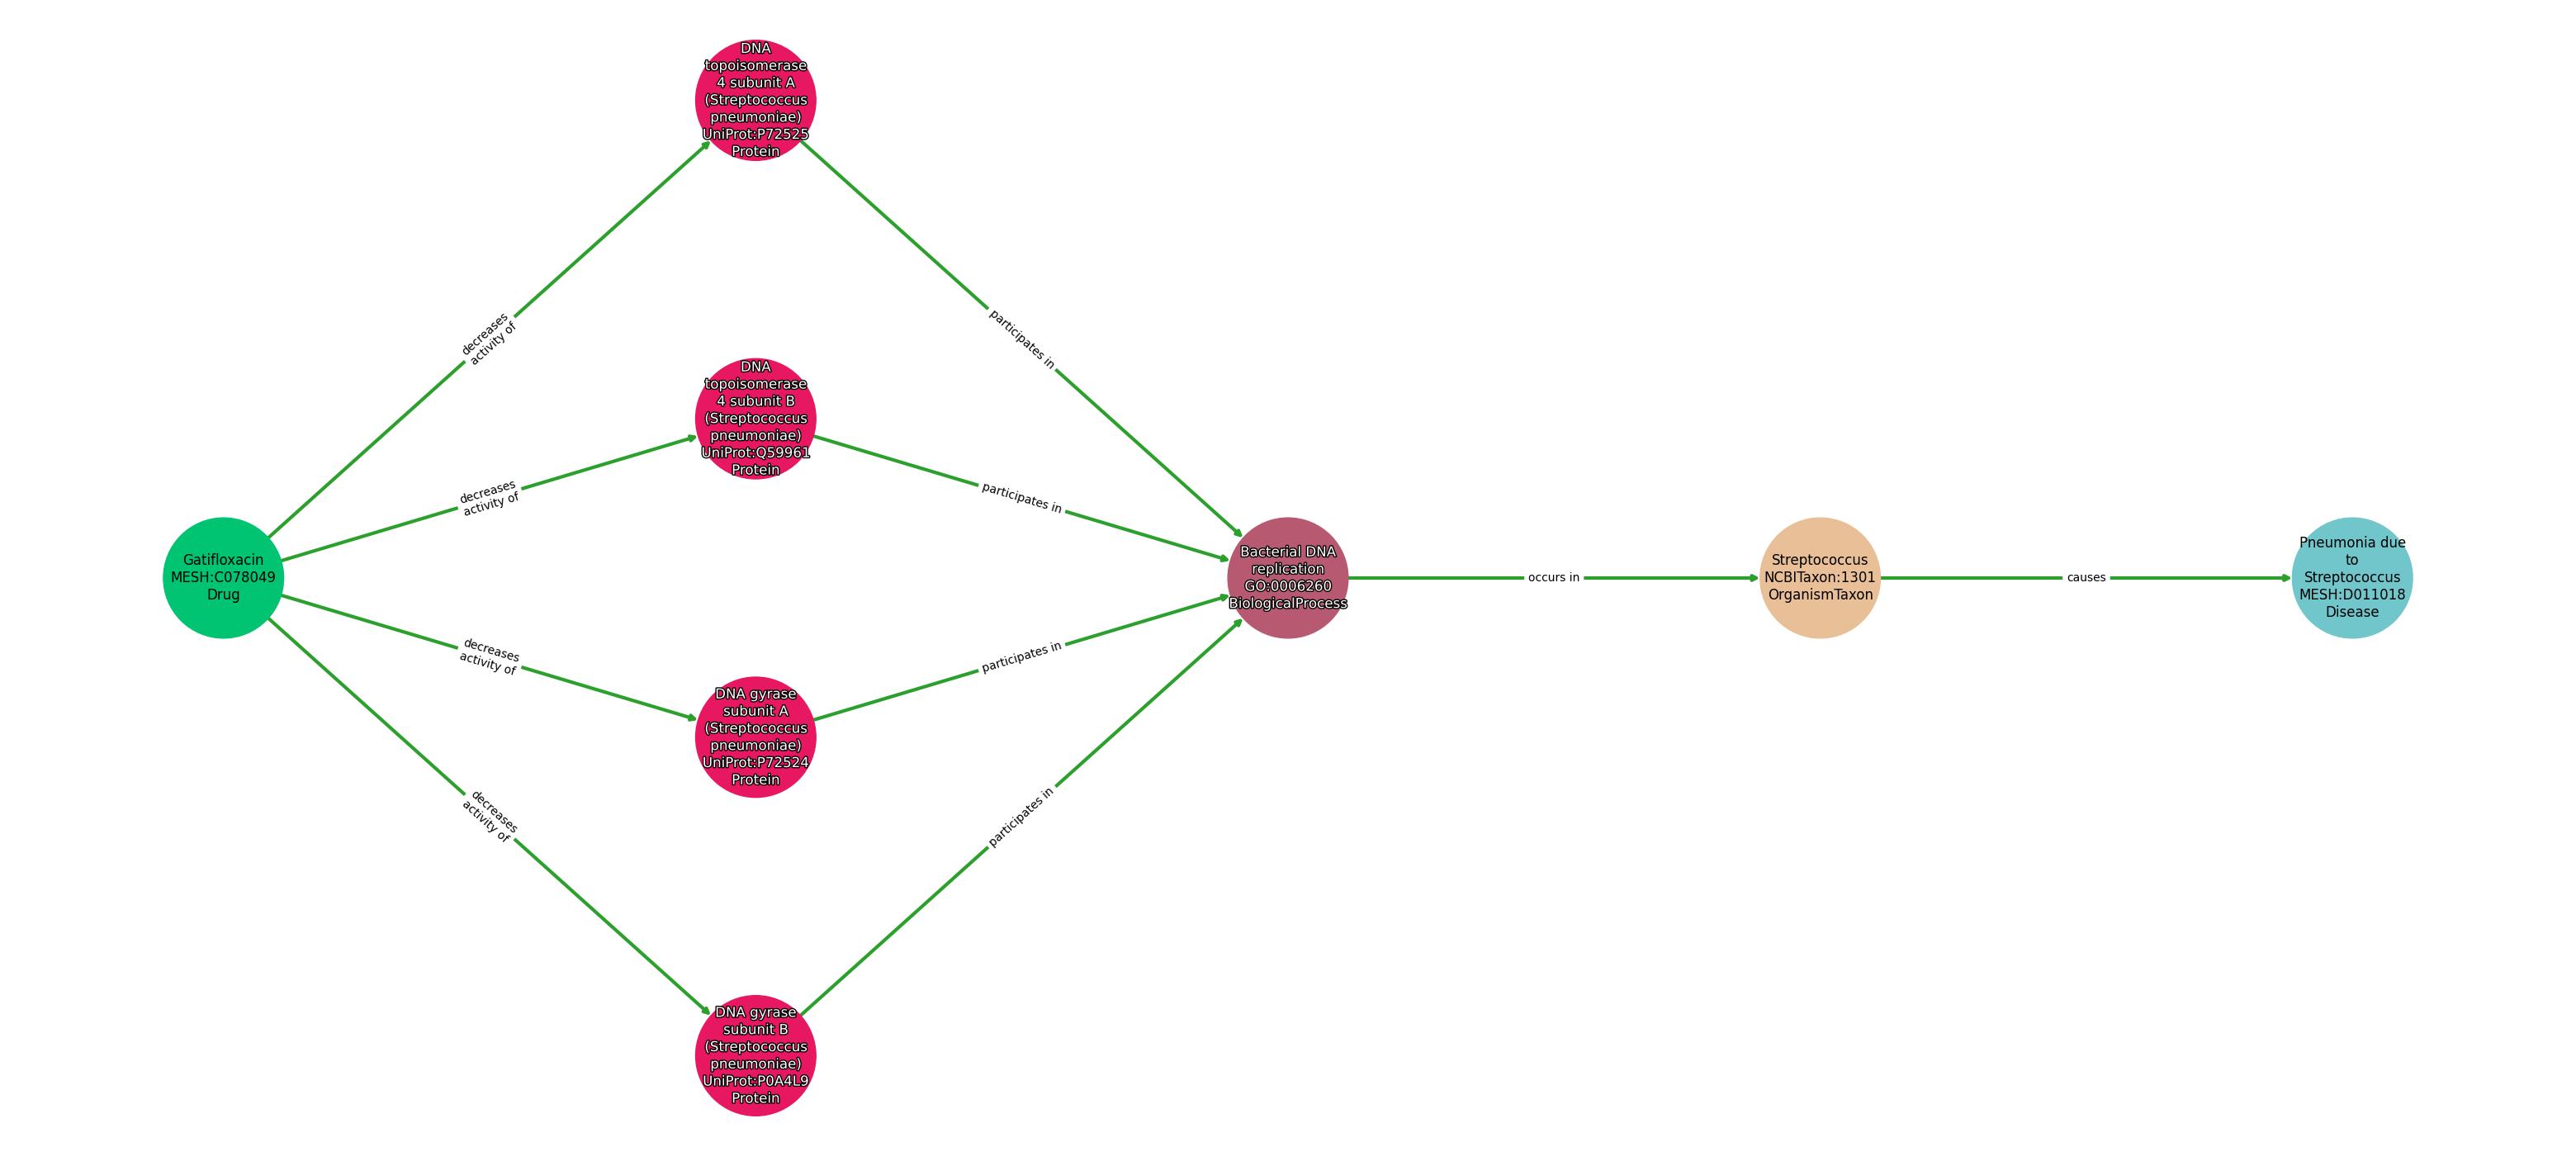 DNA
topoisomerase
4 subunit A
(Streptococcus
pneumoniae)
UniProt:P72525
Protein
decreases
activity of
participates in
DNA
topoisomerase
4 subunit B
(Streptococcus
pneumoniae)
UniProt:Q59961
Protein
decreases
activity of
participates in
Gatifloxacin
MESH:C078049
Drug
Bacterial DNA
replication
GO:0006260
BiologicalProcess
occurs in
Streptococcus
NCBITaxon:1301
OrganismTaxon
causes
Pneumonia due
to
Streptococcus
MESH:D011018
Disease
decreases
activity of
participates in
DNA gyrase
subunit A
(Streptococcus
pneumoniae)
UniProt:P72524
Protein
decreases
activity of
participates in
DNA gyrase
subunit B
(Streptococcus
pneumoniae)
UniProt:P0A4L9
Protein